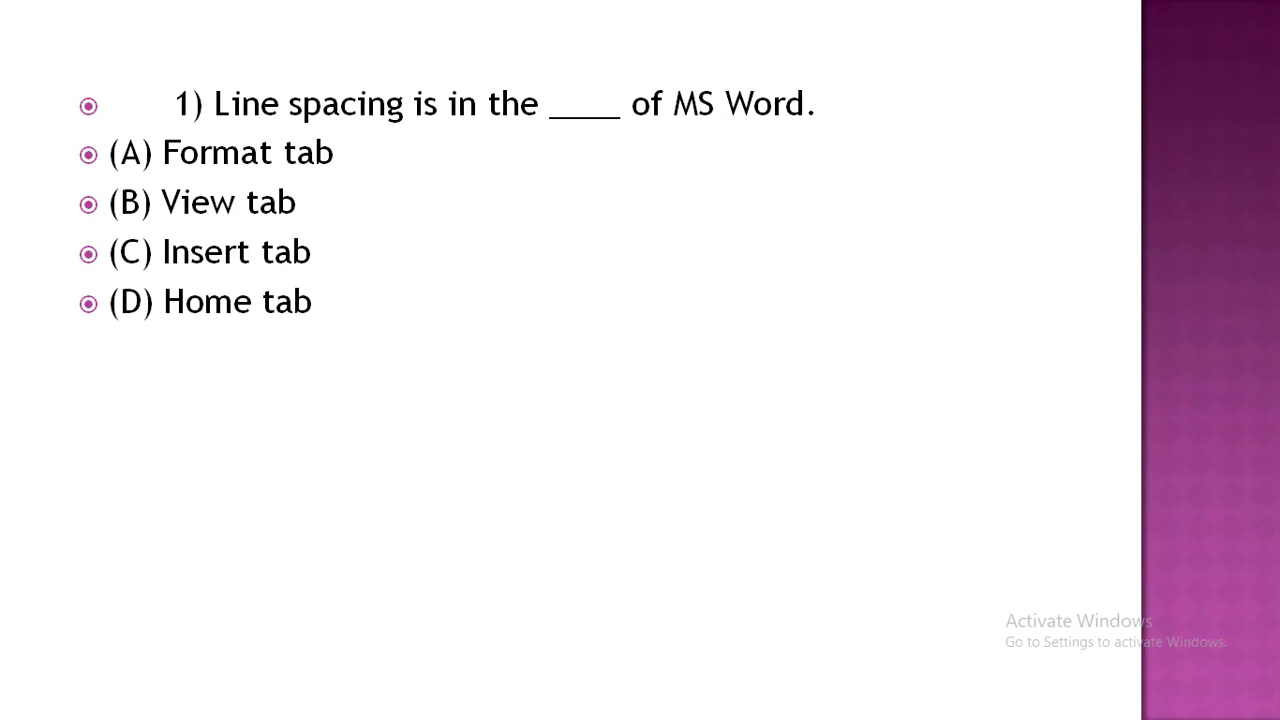 1) Line spacing is in the ____ of MS Word.
(A) Format tab
(B) View tab
(C) Insert tab
(D) Home tab
Activate Windows
Go to Settings to activate Windows.